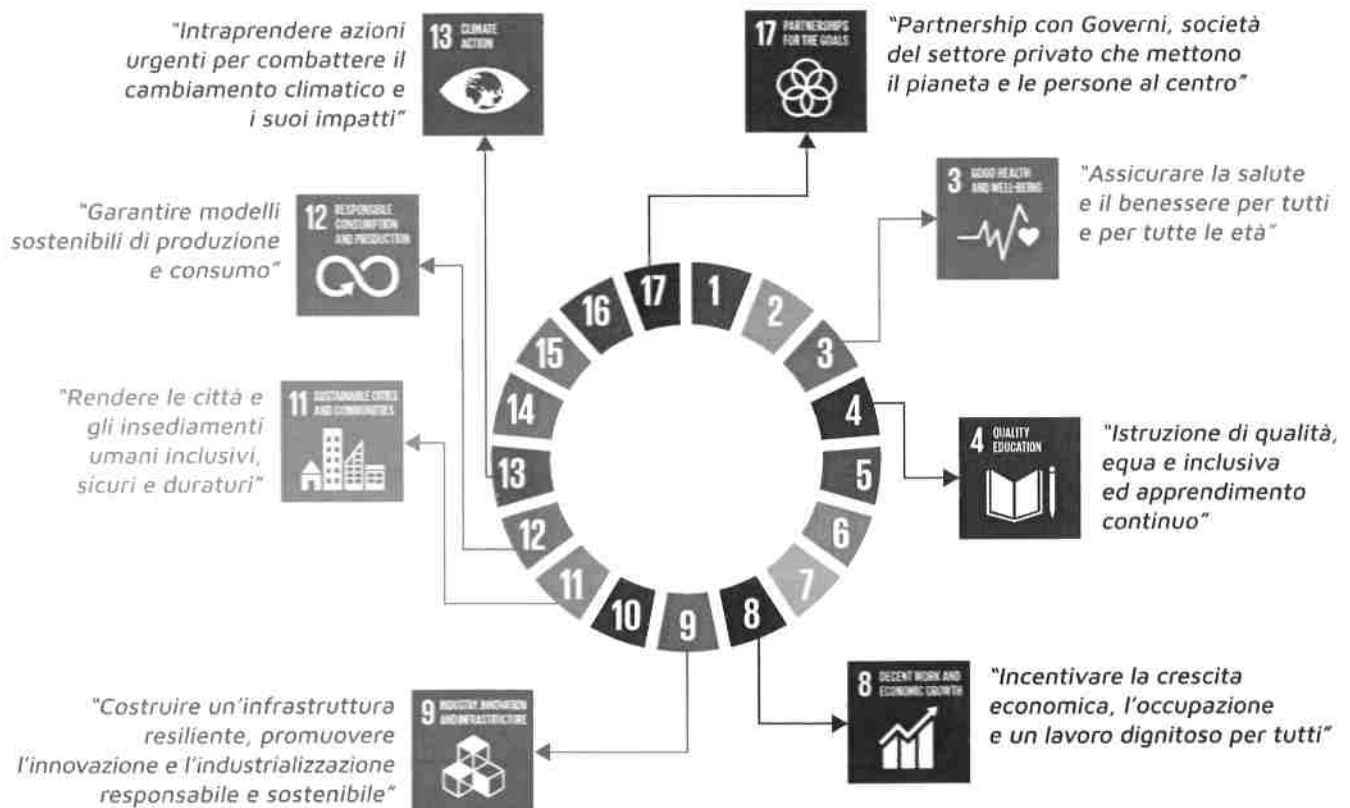 "Intraprendere azioni
urgenti per combattere il
cambiamento climatico e
i suoi impatti"
13 CLIMATE
ACTION
17 PARTNERSHIPS
FOR THE GOALS
"Partnership con Governi, società
del settore privato che mettono
il pianeta e le persone al centro"
"Garantire modelli
sostenibili di produzione
e consumo"
12 RESPONSIBLE
CONSUMPTION
AND PRODUCTION
3 GOOD HEALTH
AND WELL-BEING
"Assicurare la salute
e il benessere per tutti
e per tutte le età"
"Rendere le città e
gli insediamenti
umani inclusivi,
sicuri e duraturi"
11 SUSTAINABLE CITIES
AND COMMUNITIES
1
2
3
4
5
6
7
8
9
10
11
12
13
14
15
16
17
4 QUALITY
EDUCATION
"Istruzione di qualità,
equa e inclusiva
ed apprendimento
continuo"
"Costruire un'infrastruttura
resiliente, promuovere
l'innovazione e l'industrializzazione
responsabile e sostenibile"
9 INDUSTRY, INNOVATION
AND INFRASTRUCTURE
8 DECENT WORK AND
ECONOMIC GROWTH
"Incentivare la crescita
economica, l'occupazione
e un lavoro dignitoso per tutti"